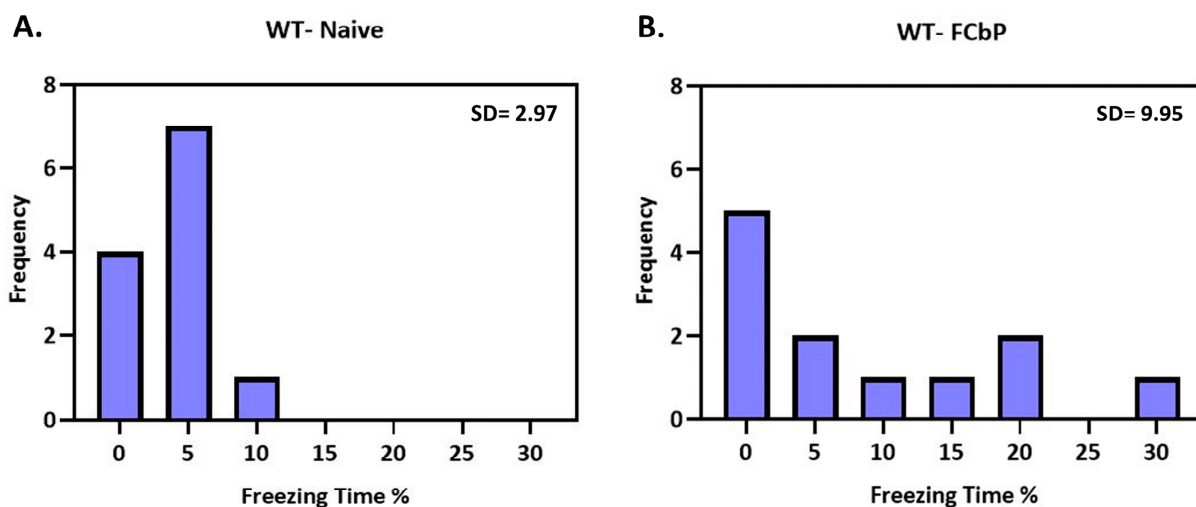 A.
WT- Naive
SD= 2.97
Frequency
8
6
4
2
0
0 5 10 15 20 25 30
Freezing Time %
B.
WT- FCbP
SD= 9.95
Frequency
8
6
4
2
0
0 5 10 15 20 25 30
Freezing Time %